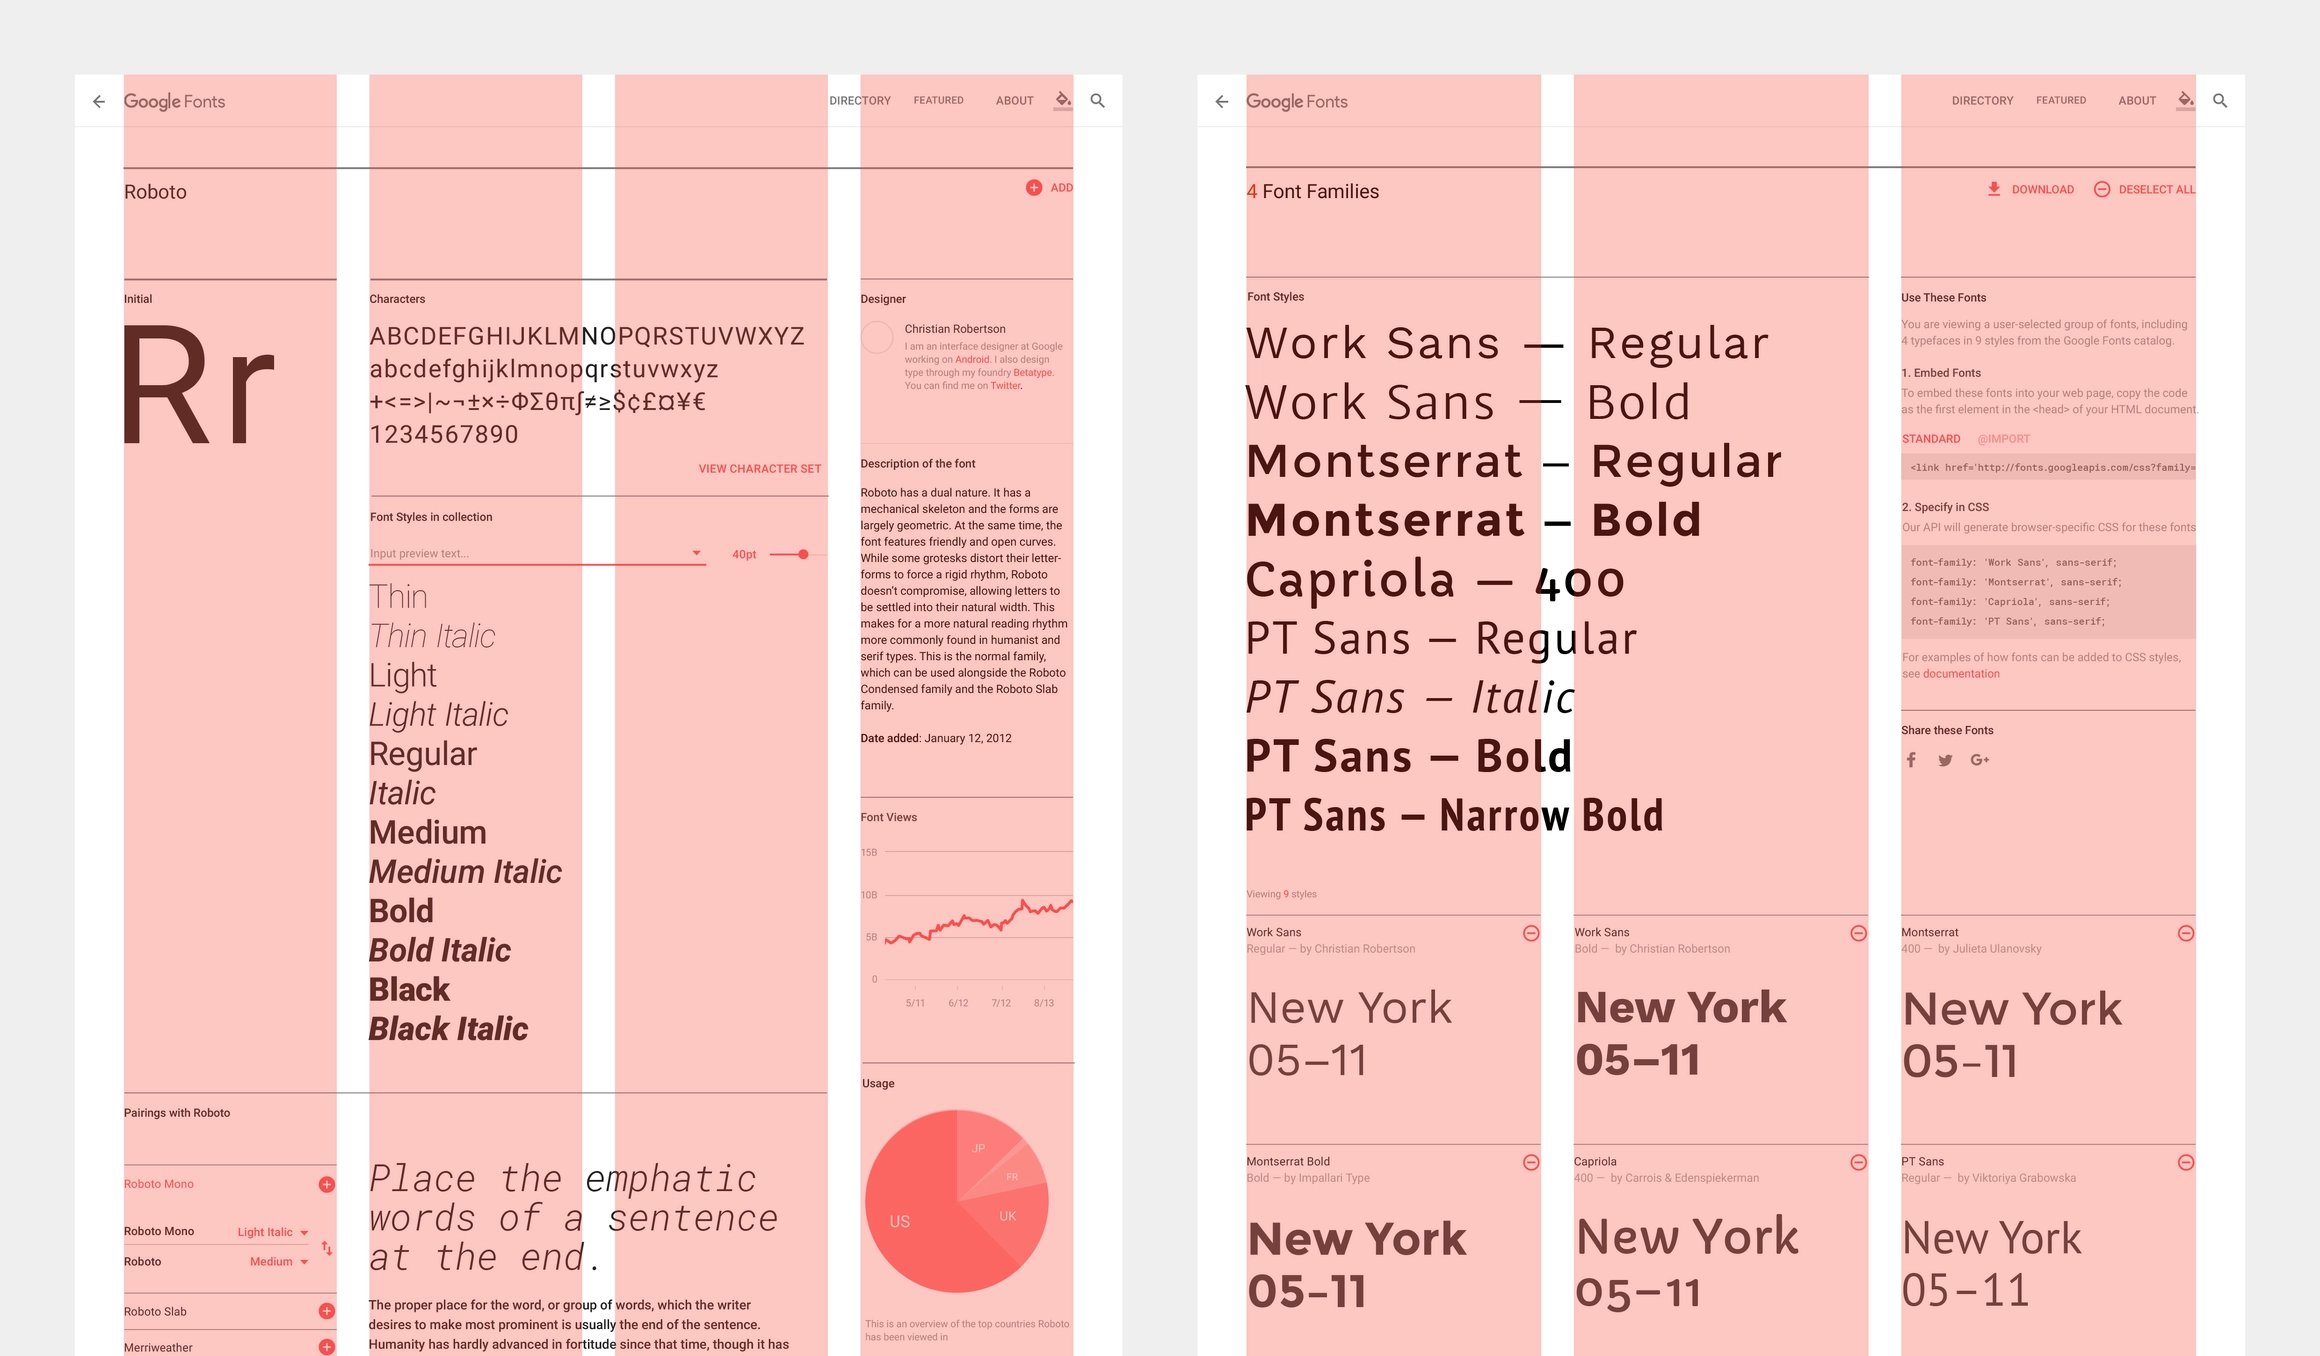 Google Fonts
DIRECTORY FEATURED ABOUT
Roboto
ADD
Initial
Rr
Characters
ABCDEFGHIJKLMNOPQRSTUVWXYZ
abcdefghijklmnopqrstuvwxyz
+<=>|~¬±×÷ΦΣθπ∫≠≥$¢£¤¥€
1234567890
VIEW CHARACTER SET
Font Styles in collection
Input preview text...
40pt
Thin
Thin Italic
Light
Light Italic
Regular
Italic
Medium
Medium Italic
Bold
Bold Italic
Black
Black Italic
Designer
Christian Robertson
I am an interface designer at Google
working on Android. I also design
type through my foundry Betatype.
You can find me on Twitter.
Description of the font
Roboto has a dual nature. It has a
mechanical skeleton and the forms are
largely geometric. At the same time, the
font features friendly and open curves.
While some grotesks distort their letter-
forms to force a rigid rhythm, Roboto
doesn't compromise, allowing letters to
be settled into their natural width. This
makes for a more natural reading rhythm
more commonly found in humanist and
serif types. This is the normal family,
which can be used alongside the Roboto
Condensed family and the Roboto Slab
family.
Date added: January 12, 2012
Font Views
15B
10B
5B
0
5/11 6/12 7/12 8/13
Usage
JP
FR
UK
US
This is an overview of the top countries Roboto
has been viewed in
Pairings with Roboto
Roboto Mono
Roboto Mono Light Italic
Roboto Medium
Roboto Slab
Merriweather
Place the emphatic
words of a sentence
at the end.
The proper place for the word, or group of words, which the writer
desires to make most prominent is usually the end of the sentence.
Humanity has hardly advanced in fortitude since that time, though it has
Google Fonts
DIRECTORY FEATURED ABOUT
4 Font Families
DOWNLOAD DESELECT ALL
Font Styles
Work Sans — Regular
Work Sans — Bold
Montserrat – Regular
Montserrat – Bold
Capriola — 400
PT Sans – Regular
PT Sans – Italic
PT Sans – Bold
PT Sans – Narrow Bold
Viewing 9 styles
Use These Fonts
You are viewing a user-selected group of fonts, including
4 typefaces in 9 styles from the Google Fonts catalog.
1. Embed Fonts
To embed these fonts into your web page, copy the code
as the first element in the <head> of your HTML document.
STANDARD @IMPORT
<link href='http://fonts.googleapis.com/css?family=
2. Specify in CSS
Our API will generate browser-specific CSS for these fonts
font-family: 'Work Sans', sans-serif;
font-family: 'Montserrat', sans-serif;
font-family: 'Capriola', sans-serif;
font-family: 'PT Sans', sans-serif;
For examples of how fonts can be added to CSS styles,
see documentation
Share these Fonts
G+
Work Sans
Regular — by Christian Robertson
New York
05–11
Work Sans
Bold — by Christian Robertson
New York
05–11
Montserrat
400 — by Julieta Ulanovsky
New York
05–11
Montserrat Bold
Bold — by Impallari Type
New York
05–11
Capriola
400 — by Carrois & Edenspiekerman
New York
05–11
PT Sans
Regular — by Viktoriya Grabowska
New York
05–11